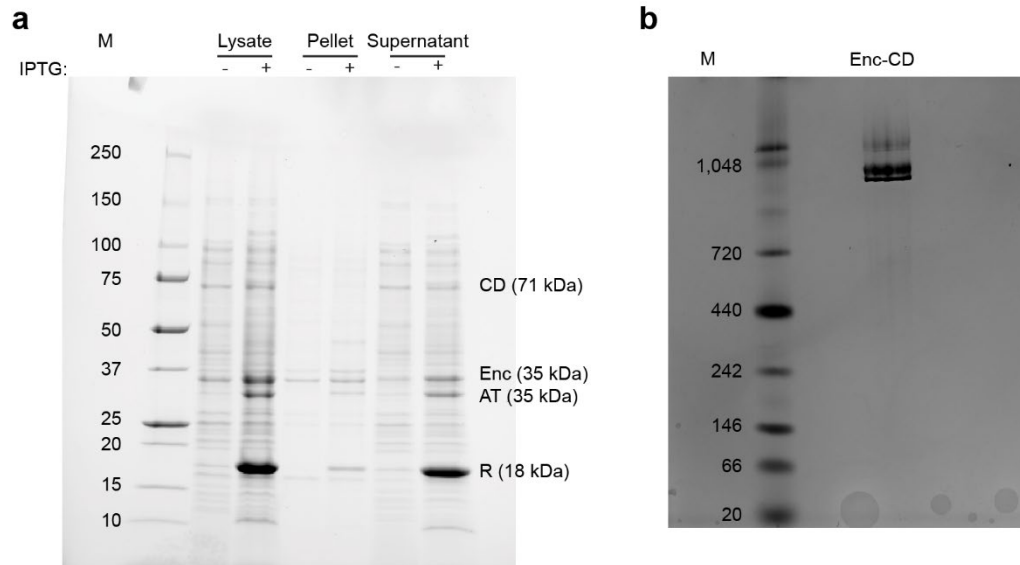 a
M
Lysate Pellet Supernatant
IPTG: - + - + - +
250
150
100
75
50
37
25
20
15
10
CD (71 kDa)
Enc (35 kDa)
AT (35 kDa)
R (18 kDa)
b
M Enc-CD
1,048
720
440
242
146
66
20